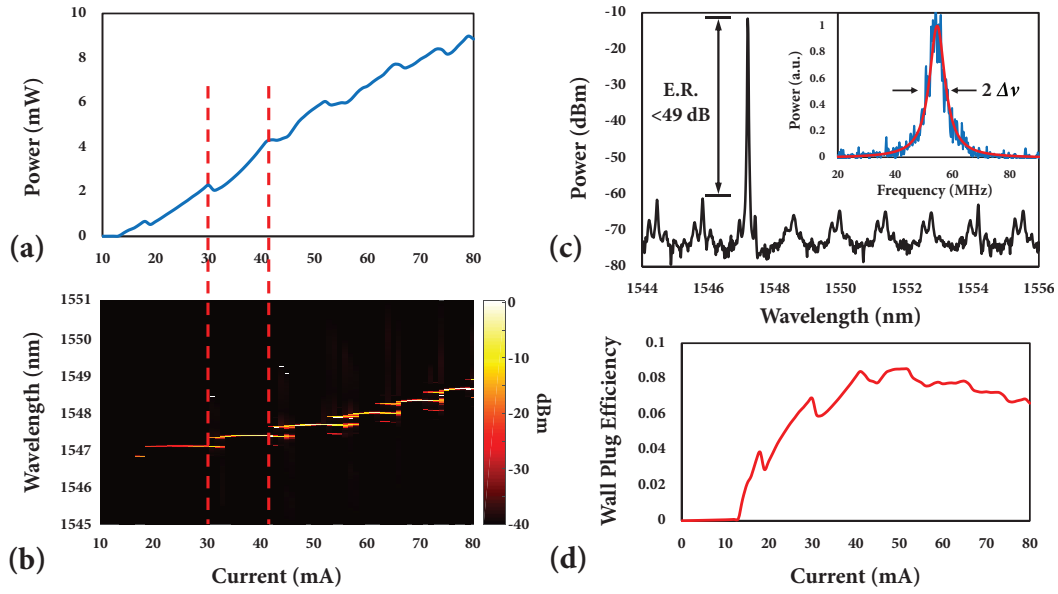 10
8
6
4
2
0
Power (mW)
10 20 30 40 50 60 70 80
(a)
1551
1550
1549
1548
1547
1546
1545
Wavelength (nm)
10 20 30 40 50 60 70 80
Current (mA)
0
-10
-20
-30
-40
dBm
(b)
-10
-20
-30
-40
-50
-60
-70
-80
Power (dBm)
E.R.
<49 dB
1544 1546 1548 1550 1552 1554 1556
Wavelength (nm)
1
0.8
0.6
0.4
0.2
0
Power (a.u.)
2 Δν
20 40 60 80
Frequency (MHz)
(c)
0.1
0.08
0.06
0.04
0.02
0
Wall Plug Efficiency
0 10 20 30 40 50 60 70 80
Current (mA)
(d)